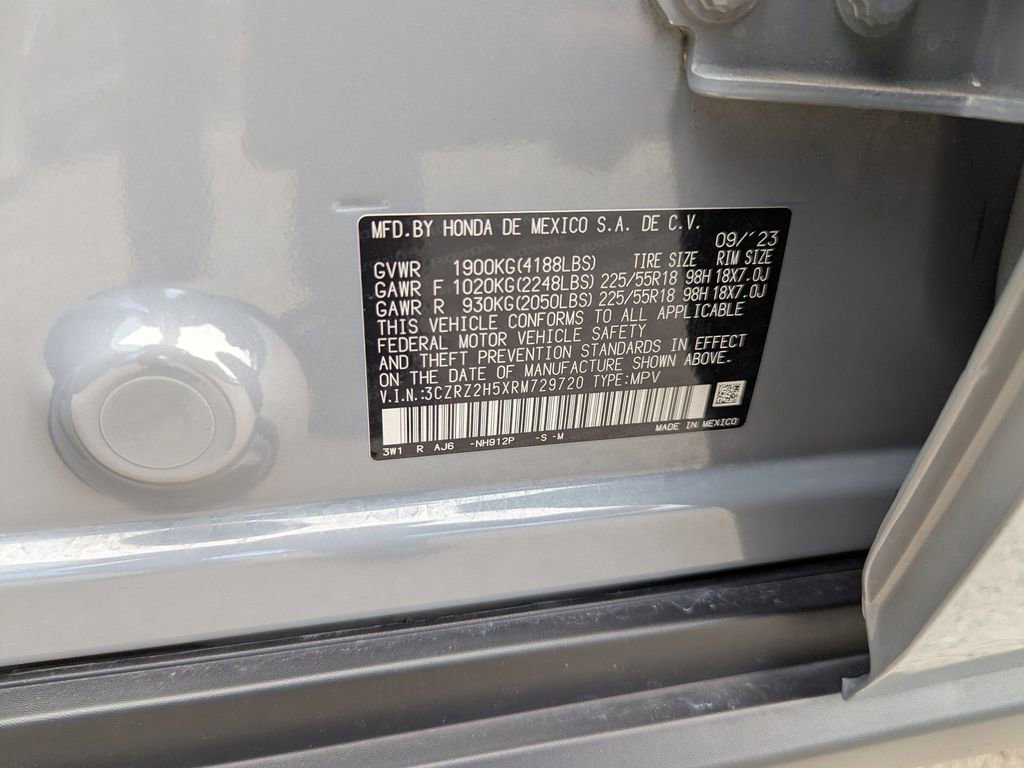 MFD.BY HONDA DE MEXICO S.A. DE C.V.
09/´23
GVWR 1900KG(4188LBS) TIRE SIZE RIM SIZE
GAWR F 1020KG(2248LBS) 225/55R18 98H 18X7.0J
GAWR R 930KG(2050LBS) 225/55R18 98H 18X7.0J
THIS VEHICLE CONFORMS TO ALL APPLICABLE
FEDERAL MOTOR VEHICLE SAFETY
AND THEFT PREVENTION STANDARDS IN EFFECT
ON THE DATE OF MANUFACTURE SHOWN ABOVE.
V.I.N.:3CZRZ2H5XRM729720 TYPE:MPV
MADE IN MEXICO
3W1 R AJ6 -NH912P -S -M